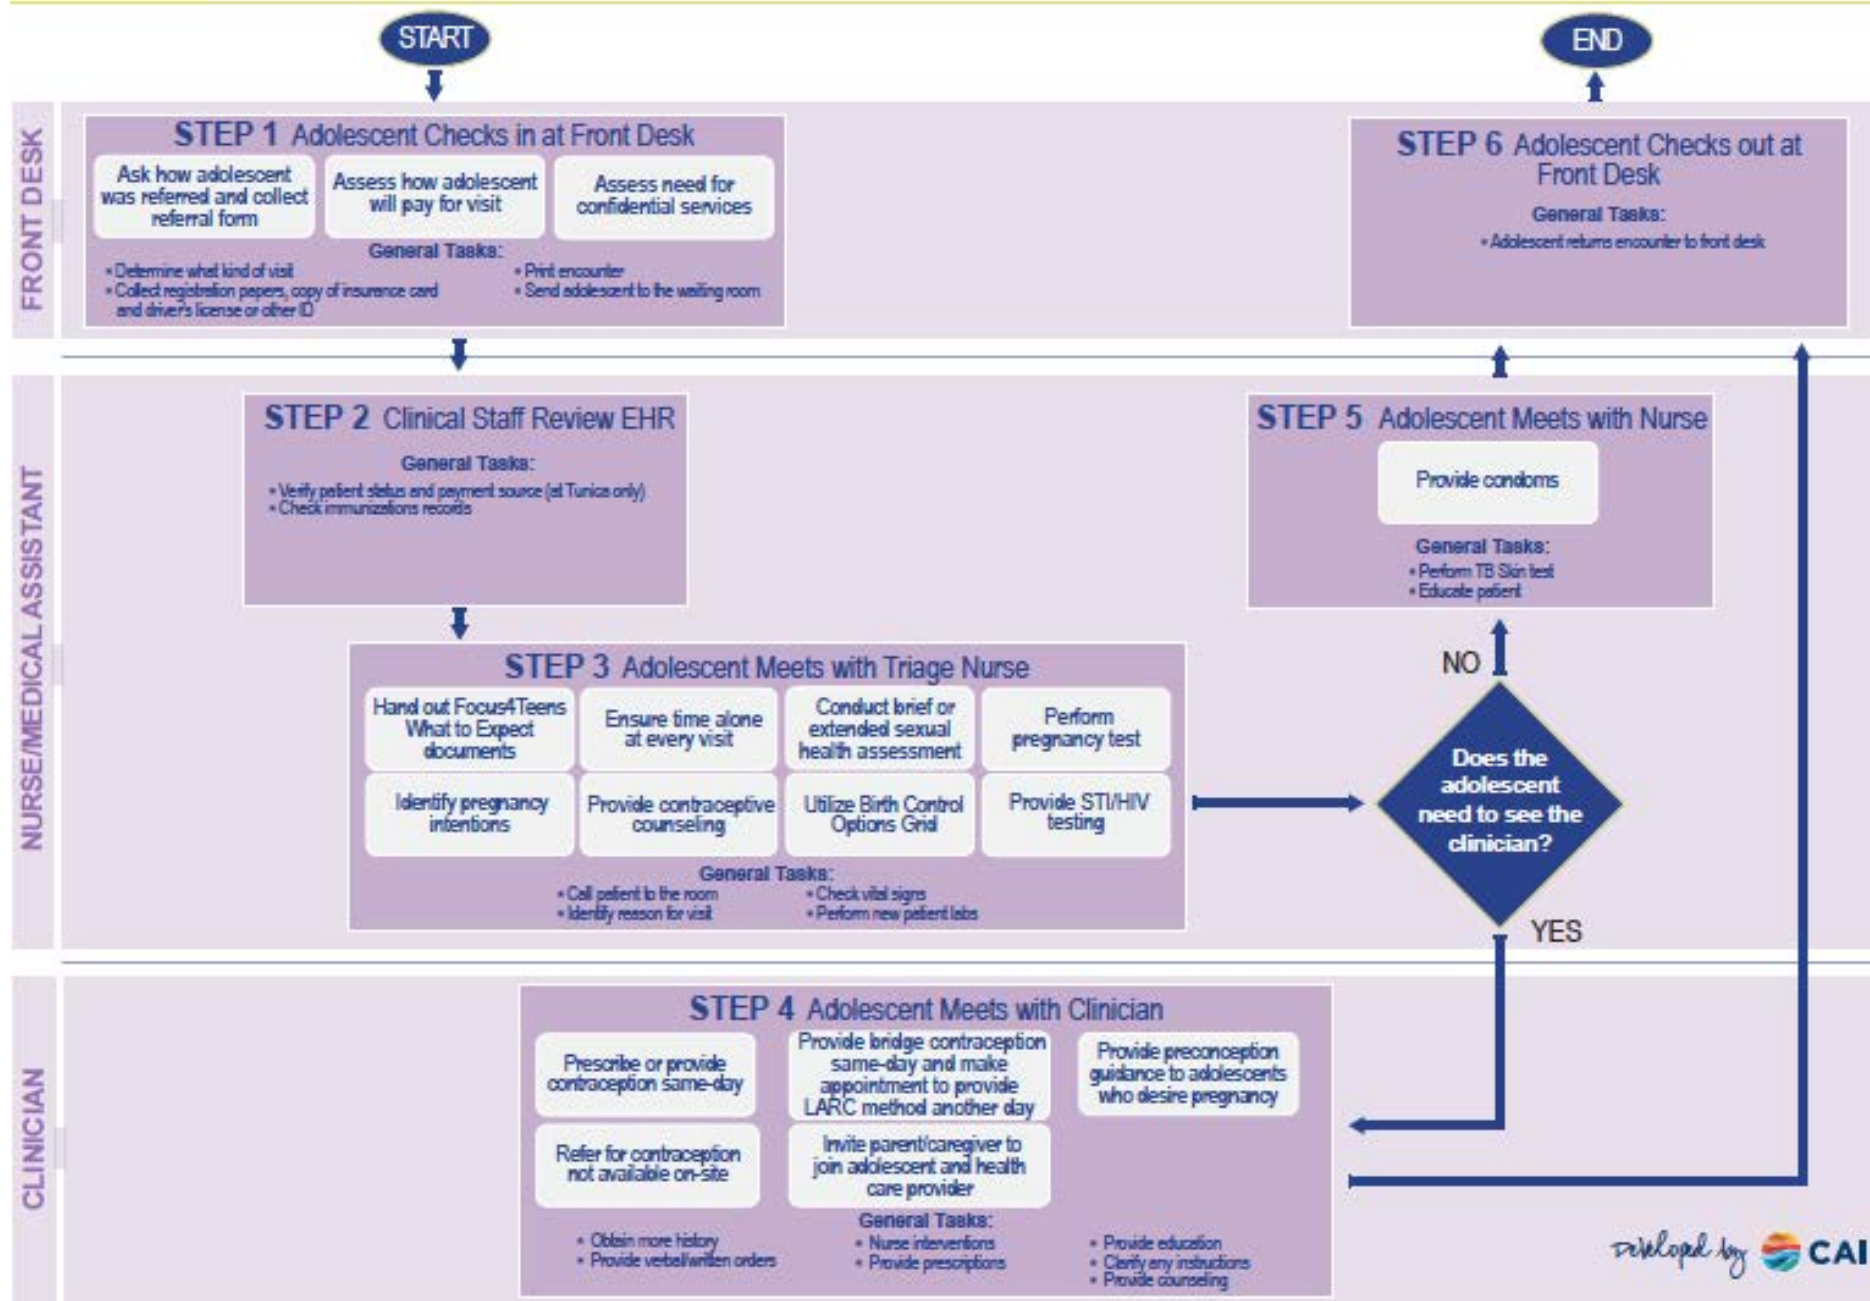 START
END
FRONT DESK
STEP 1 Adolescent Checks in at Front Desk
Ask how adolescent
was referred and collect
referral form
Assess how adolescent
will pay for visit
Assess need for
confidential services
General Tasks:
• Determine what kind of visit
• Collect registration papers, copy of insurance card
and driver's license or other ID
• Print encounter
• Send adolescent to the waiting room
STEP 6 Adolescent Checks out at
Front Desk
General Tasks:
• Adolescent returns encounter to front desk
NURSE/MEDICAL ASSISTANT
STEP 2 Clinical Staff Review EHR
General Tasks:
• Verify patient status and payment source (at Tunica only)
• Check immunizations records
STEP 5 Adolescent Meets with Nurse
Provide condoms
General Tasks:
• Perform TB Skin test
• Educate patient
STEP 3 Adolescent Meets with Triage Nurse
Hand out Focus4Teens
What to Expect
documents
Ensure time alone
at every visit
Conduct brief or
extended sexual
health assessment
Perform
pregnancy test
Identify pregnancy
intentions
Provide contraceptive
counseling
Utilize Birth Control
Options Grid
Provide STI/HIV
testing
General Tasks:
• Call patient to the room
• Identify reason for visit
• Check vital signs
• Perform new patient labs
NO
Does the
adolescent
need to see the
clinician?
YES
CLINICIAN
STEP 4 Adolescent Meets with Clinician
Prescribe or provide
contraception same-day
Provide bridge contraception
same-day and make
appointment to provide
LARC method another day
Provide preconception
guidance to adolescents
who desire pregnancy
Refer for contraception
not available on-site
Invite parent/caregiver to
join adolescent and health
care provider
General Tasks:
• Obtain more history
• Provide verbal/written orders
• Nurse interventions
• Provide prescriptions
• Provide education
• Clarify any instructions
• Provide counseling
Developed by CAI